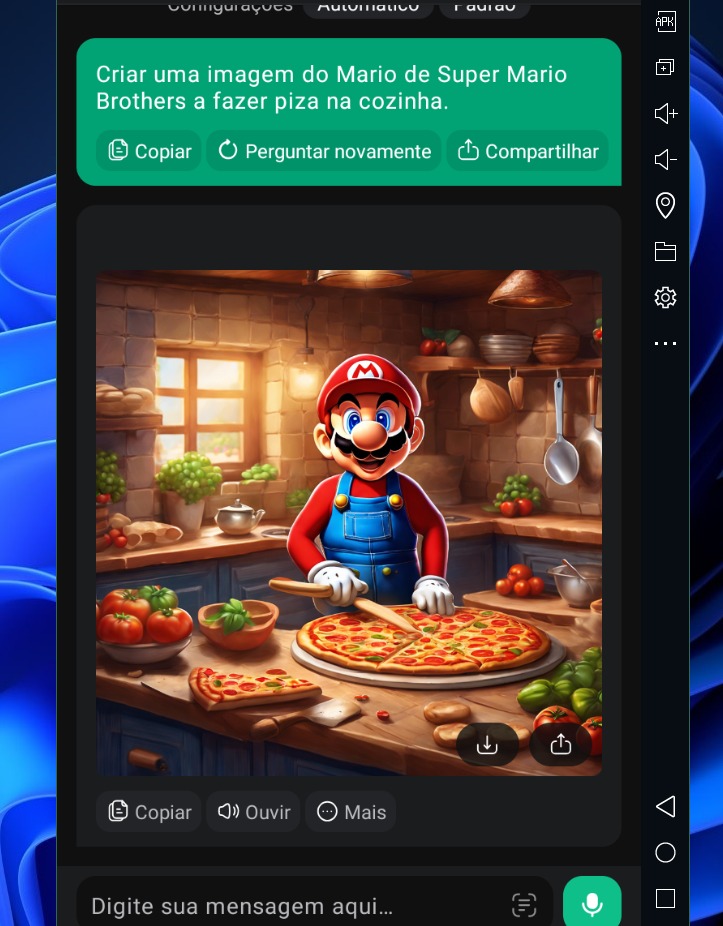 Configurações Automático Padrão
APK
Criar uma imagem do Mario de Super Mario
Brothers a fazer piza na cozinha.
Copiar Perguntar novamente Compartilhar
M
Copiar Ouvir Mais
Digite sua mensagem aqui...